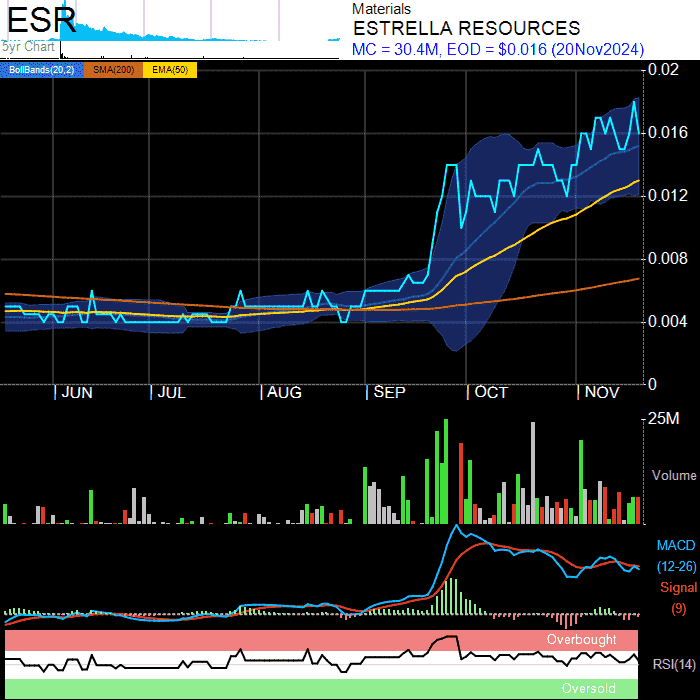 ESR
5yr Chart
Materials
ESTRELLA RESOURCES
MC = 30.4M, EOD = $0.016 (20Nov2024)
BollBands(20,2) SMA(200) EMA(50)
0.02
0.016
0.012
0.008
0.004
0
| JUN | JUL | AUG | SEP | OCT | NOV
25M
Volume
MACD
(12-26)
Signal
(9)
Overbought
RSI(14)
Oversold